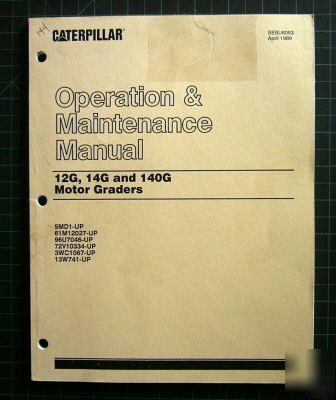 144
CATERPILLAR
SEBU6053
April 1989
Operation &
Maintenance
Manual
12G, 14G and 140G
Motor Graders
5MD1-UP
61M12027-UP
96U7046-UP
72V10334-UP
3WC1067-UP
13W741-UP